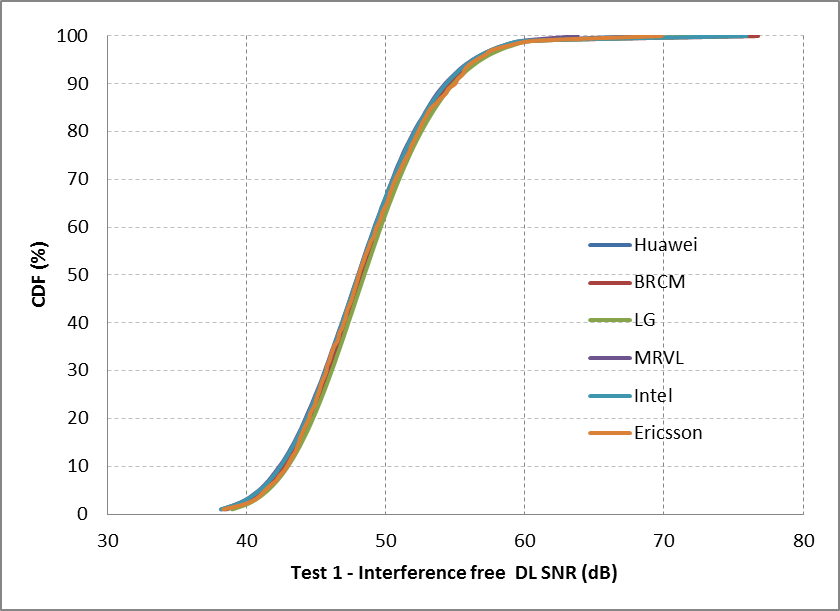 100
90
80
70
60
50
40
30
20
10
0
CDF (%)
30 40 50 60 70 80
Test 1 - Interference free DL SNR (dB)
Huawei
BRCM
LG
MRVL
Intel
Ericsson